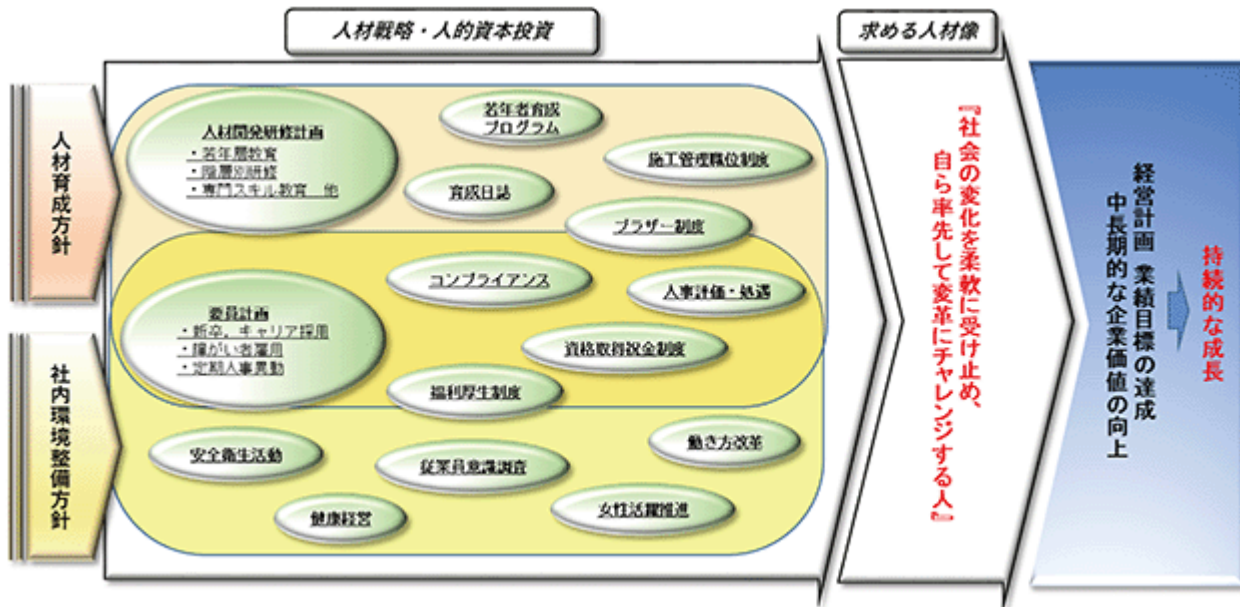 人材戦略・人的資本投資
求める人材像
人材育成方針
社内環境整備方針
人材開発研修計画
・若年層教育
・階層別研修
・専門スキル教育 他
若年者育成
プログラム
施工管理職位制度
育成日誌
ブラザー制度
コンプライアンス
人事評価・処遇
要員計画
・新卒，キャリア採用
・障がい者雇用
・定期人事異動
資格取得祝金制度
福利厚生制度
安全衛生活動
従業員意識調査
働き方改革
健康経営
女性活躍推進
『社会の変化を柔軟に受け止め、
自ら率先して変革にチャレンジする人』
経営計画 業績目標の達成
中長期的な企業価値の向上
持続的な成長